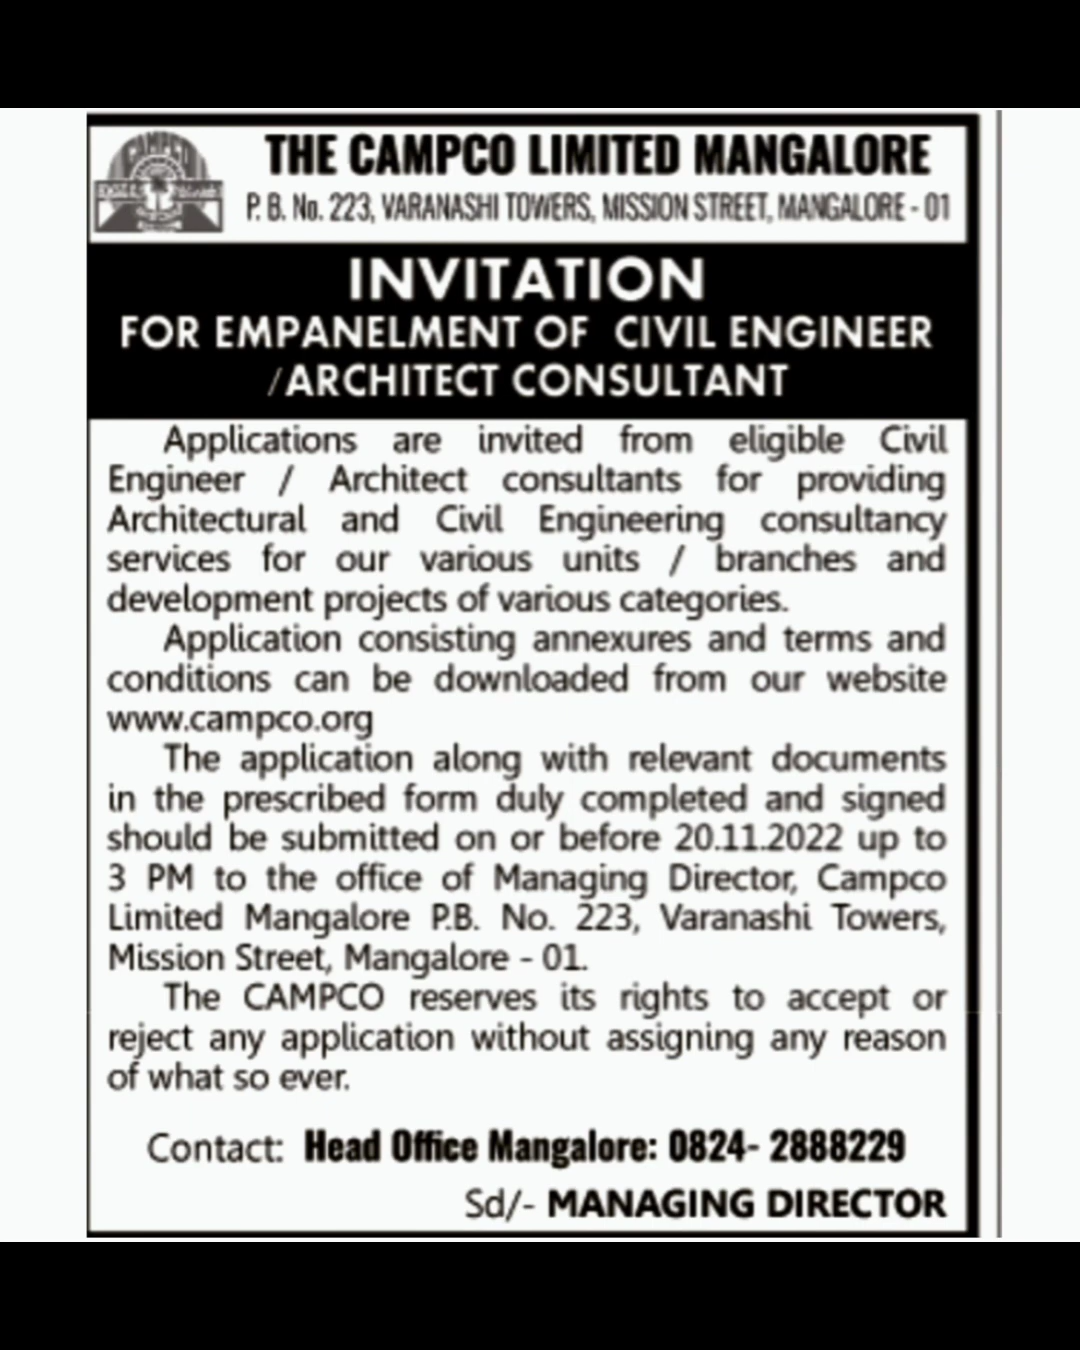 CAMPCO
THE CAMPCO LIMITED MANGALORE
P. B. No. 223, VARANASHI TOWERS, MISSION STREET, MANGALORE - 01
INVITATION
FOR EMPANELMENT OF CIVIL ENGINEER
/ARCHITECT CONSULTANT
Applications are invited from eligible Civil
Engineer / Architect consultants for providing
Architectural and Civil Engineering consultancy
services for our various units / branches and
development projects of various categories.
Application consisting annexures and terms and
conditions can be downloaded from our website
www.campco.org
The application along with relevant documents
in the prescribed form duly completed and signed
should be submitted on or before 20.11.2022 up to
3 PM to the office of Managing Director, Campco
Limited Mangalore P.B. No. 223, Varanashi Towers,
Mission Street, Mangalore - 01.
The CAMPCO reserves its rights to accept or
reject any application without assigning any reason
of what so ever.
Contact: Head Office Mangalore: 0824- 2888229
Sd/- MANAGING DIRECTOR